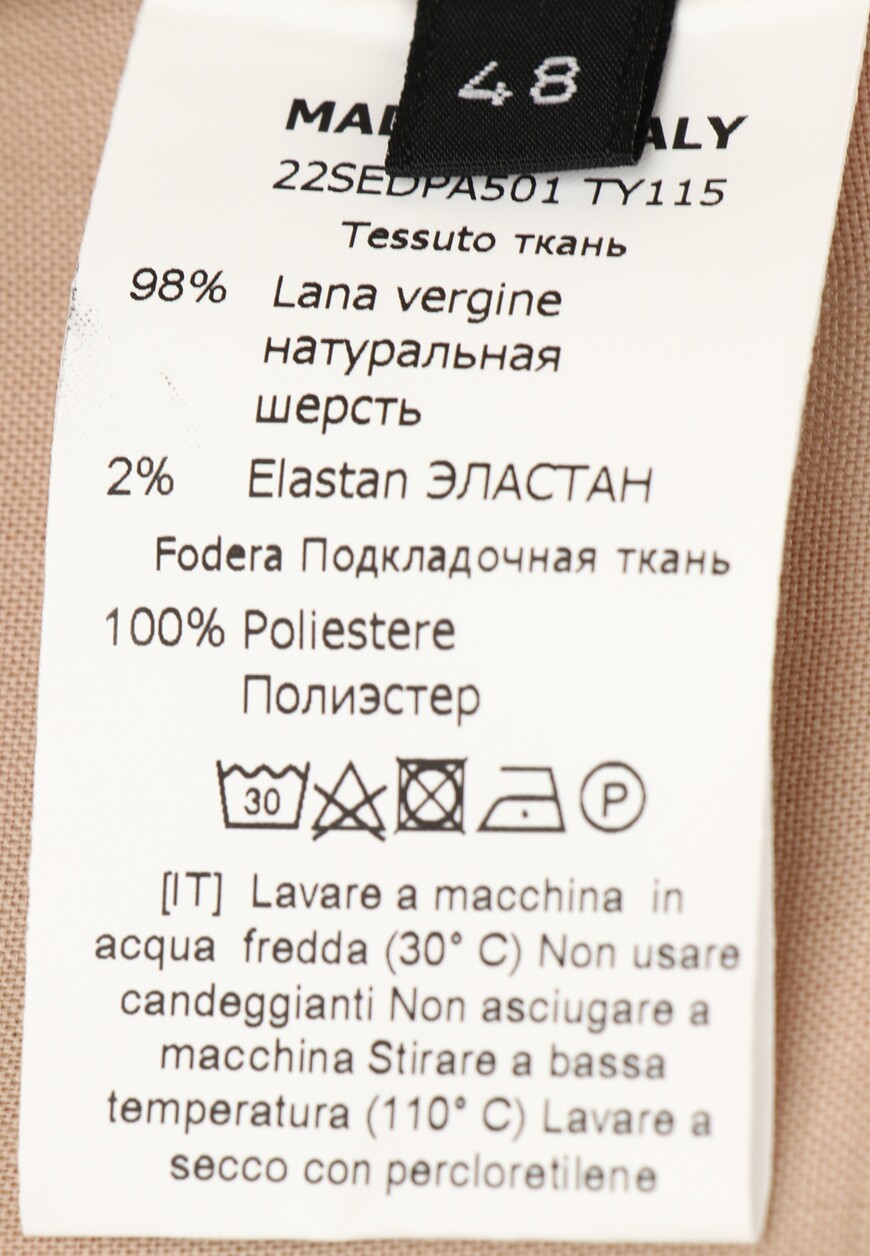 48
22SEDPA501 TY115
Tessuto ткань
98% Lana vergine
натуральная
шерсть
2% Elastan ЭЛАСТАН
Fodera Подкладочная ткань
100% Poliestere
Полиэстер
30 P
[IT] Lavare a macchina in
acqua fredda (30° C) Non usare
candeggianti Non asciugare a
macchina Stirare a bassa
temperatura (110° C) Lavare a
secco con percloretilene